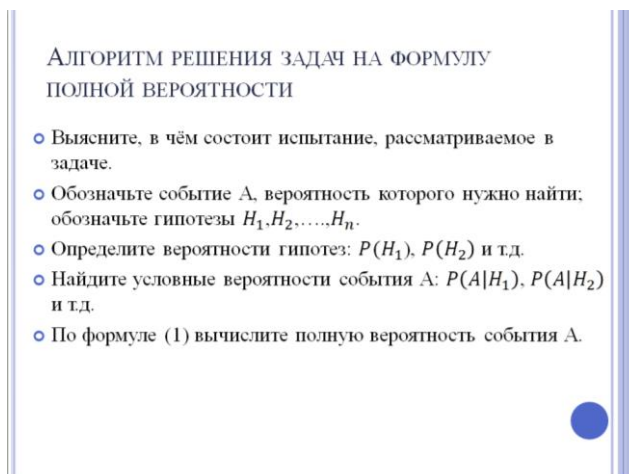 Алгоритм решения задач на формулу
полной вероятности
Выясните, в чём состоит испытание, рассматриваемое в
задаче.
Обозначьте событие А, вероятность которого нужно найти;
обозначьте гипотезы H₁,H₂,….,Hₙ.
Определите вероятности гипотез: P(H₁), P(H₂) и т.д.
Найдите условные вероятности события А: P(A|H₁), P(A|H₂)
и т.д.
По формуле (1) вычислите полную вероятность события А.